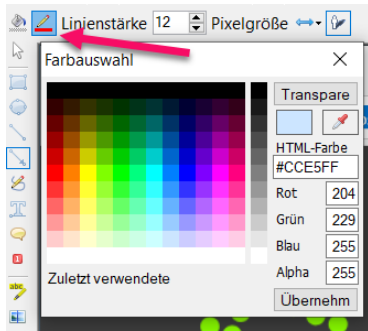 Linienstärke 12 Pixelgröße
Farbauswahl
Transpare
HTML-Farbe
#CCE5FF
Rot 204
Grün 229
Blau 255
Alpha 255
Zuletzt verwendete
Übernehm
T
1
abc